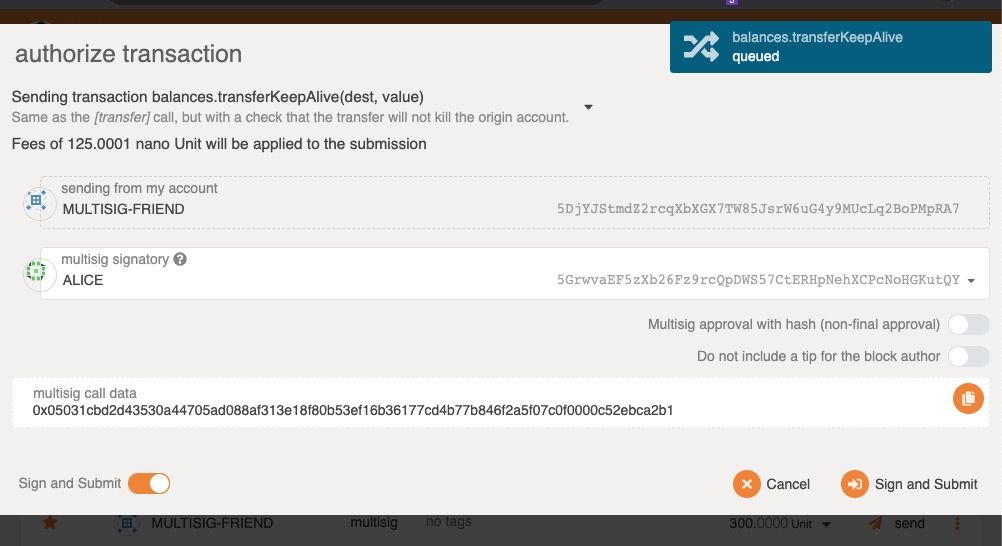 balances.transferKeepAlive
queued
authorize transaction
Sending transaction balances.transferKeepAlive(dest, value)
Same as the [transfer] call, but with a check that the transfer will not kill the origin account.
Fees of 125.0001 nano Unit will be applied to the submission
sending from my account
MULTISIG-FRIEND 5DjYJStmdZ2rcqXbXGX7TW85JsrW6uG4y9MUcLq2BoPMpRA7
multisig signatory
ALICE 5GrwvaEF5zXb26Fz9rcQpDWS57CtERHpNehXCPcNoHGKutQY
Multisig approval with hash (non-final approval)
Do not include a tip for the block author
multisig call data
0x05031cbd2d43530a44705ad088af313e18f80b53ef16b36177cd4b77b846f2a5f07c0f0000c52ebca2b1
Sign and Submit Cancel Sign and Submit
MULTISIG-FRIEND multisig no tags 300.0000 Unit send